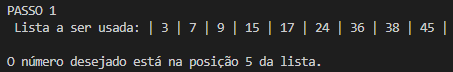 PASSO 1
Lista a ser usada: | 3 | 7 | 9 | 15 | 17 | 24 | 36 | 38 | 45 |
O número desejado está na posição 5 da lista.